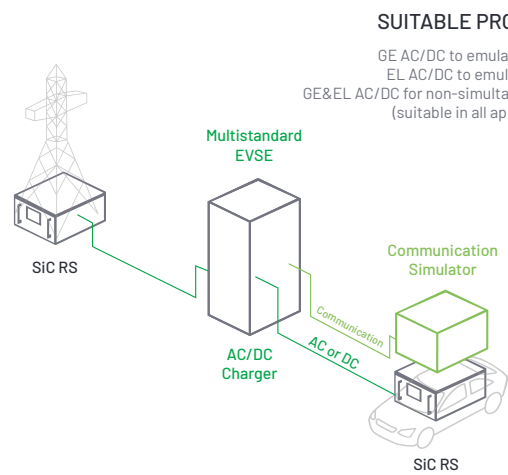 SUITABLE PRO
GE AC/DC to emula
EL AC/DC to emul
GE&EL AC/DC for non-simulta
(suitable in all ap
Multistandard
EVSE
SiC RS
Communication
Simulator
Communication
AC or DC
AC/DC
Charger
SiC RS